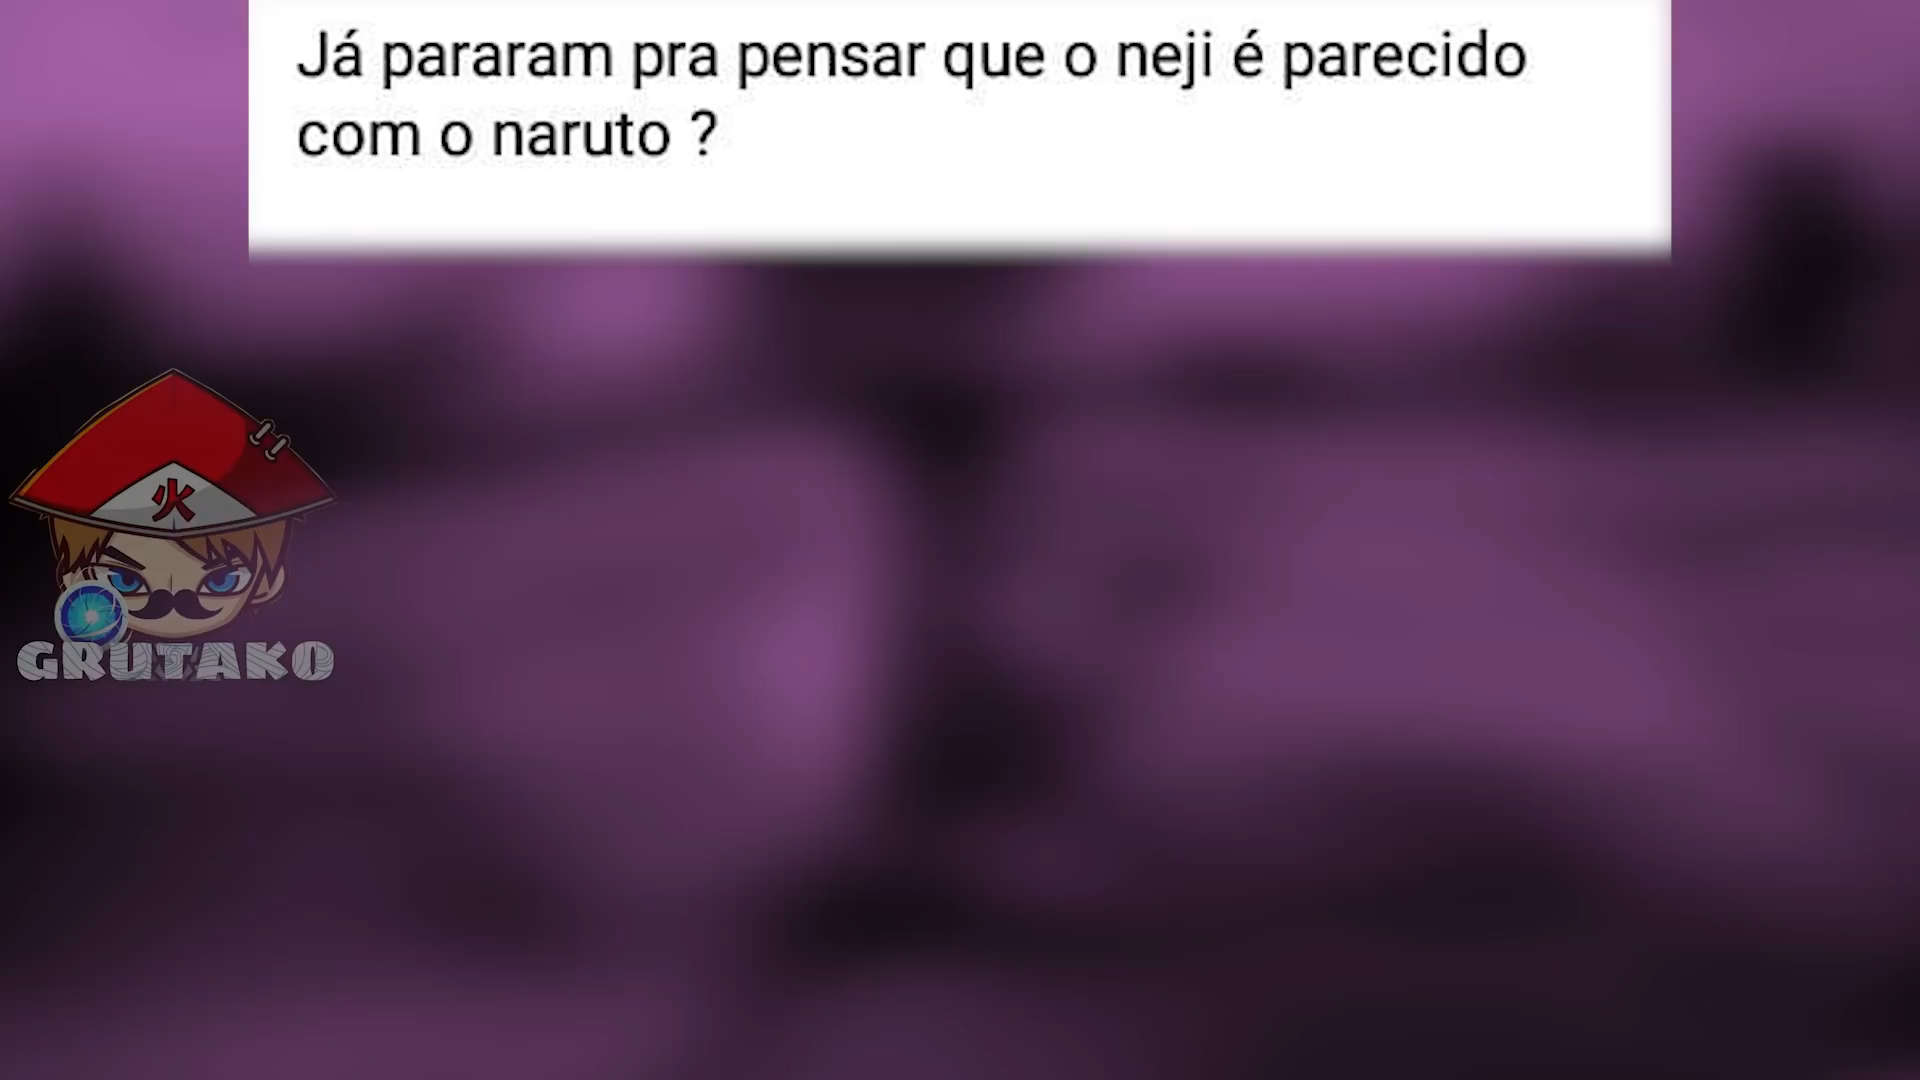 Já pararam pra pensar que o neji é parecido
com o naruto ?
火
GRUTAKO